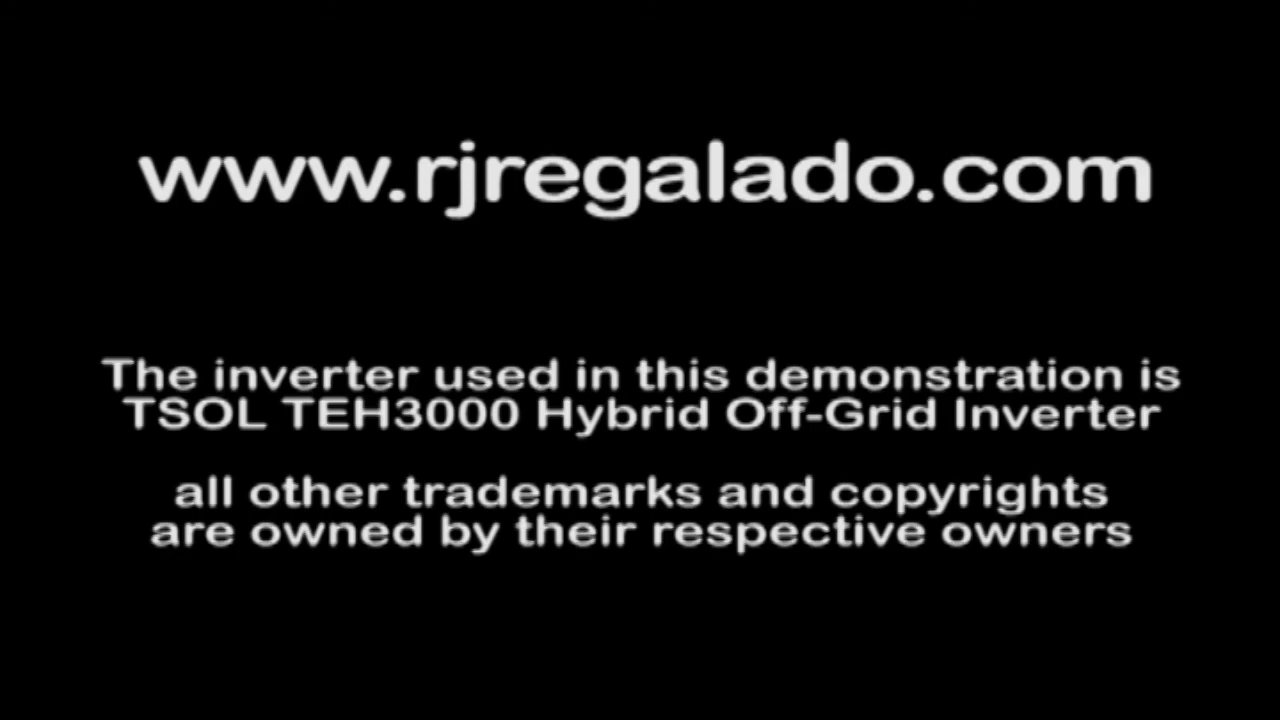 www.rjregalado.com
The inverter used in this demonstration is
TSOL TEH3000 Hybrid Off-Grid Inverter
all other trademarks and copyrights
are owned by their respective owners